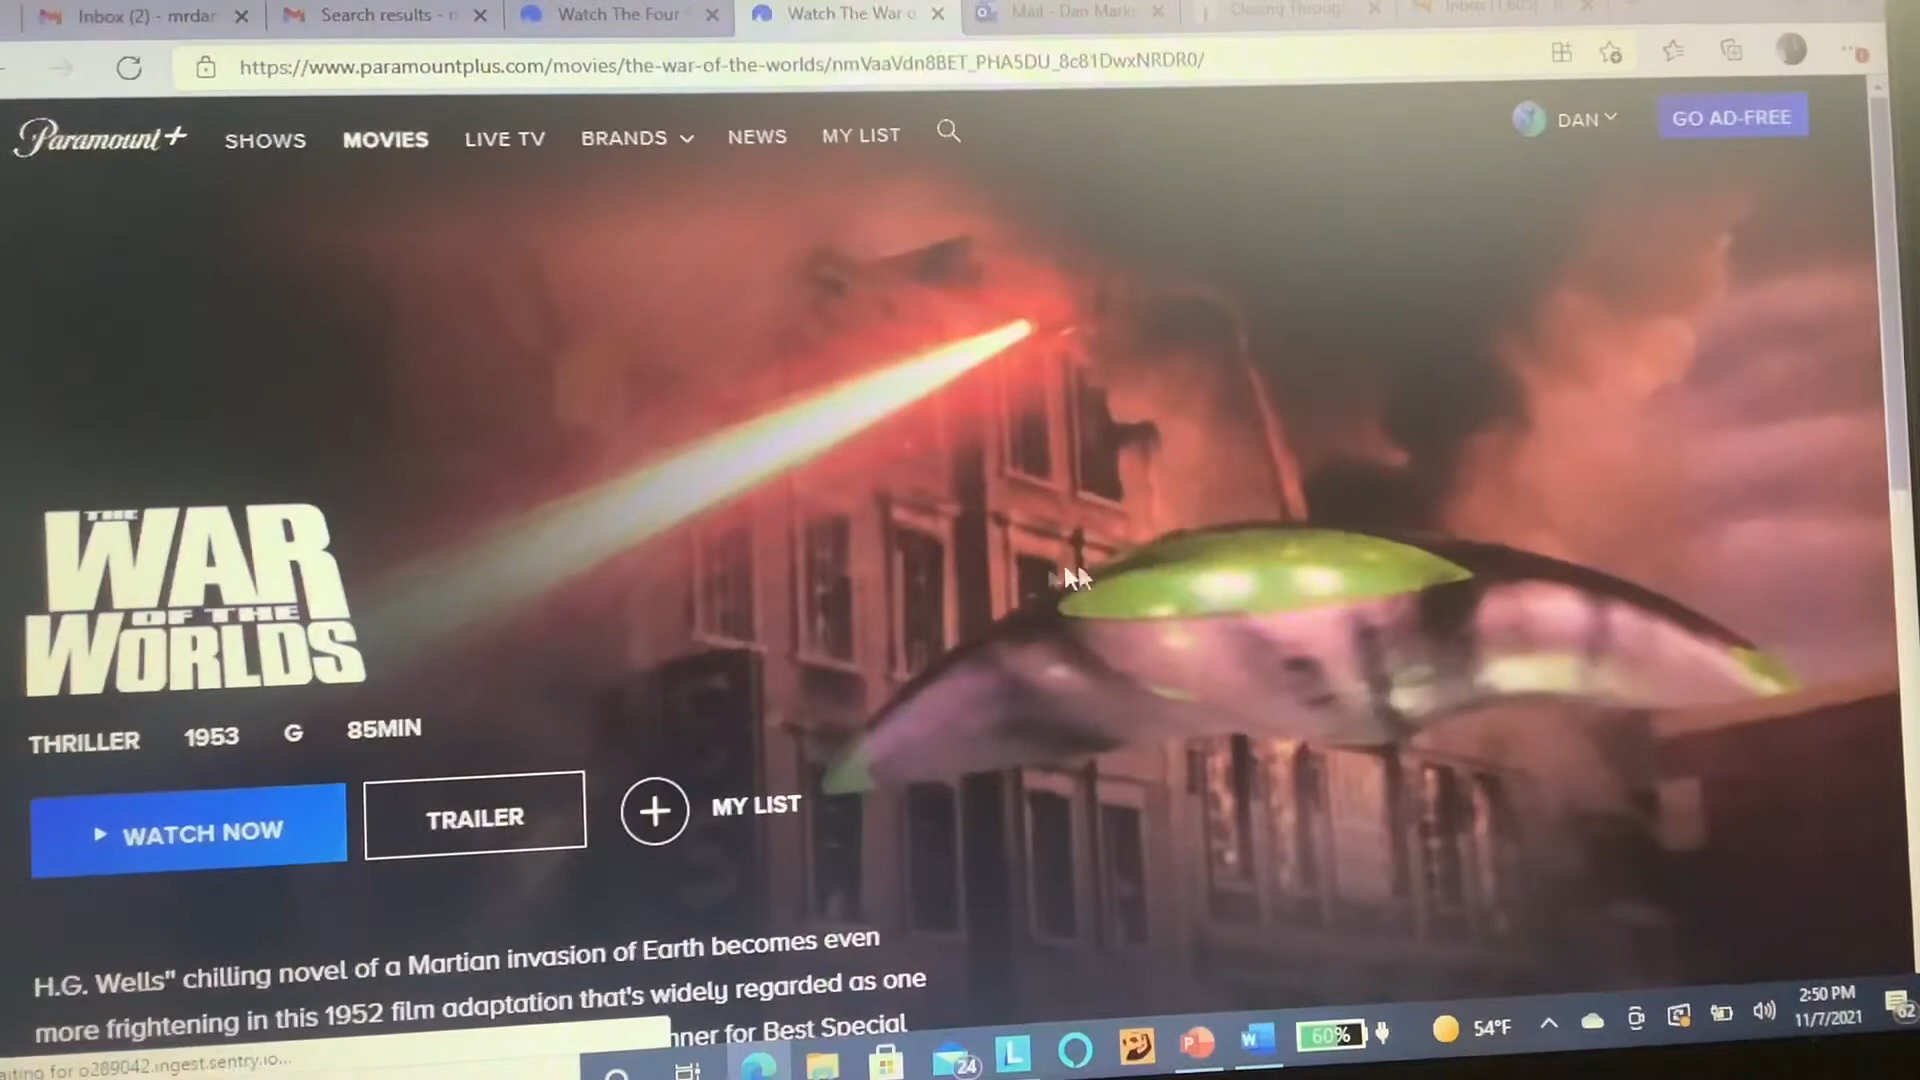 Inbox (2) - mrdar
Search results -
Watch The Four
Watch The War o
Mail - Dan Mark
https://www.paramountplus.com/movies/the-war-of-the-worlds/nmVaaVdn8BET_PHA5DU_8c81DwxNRDR0/
Paramount+
SHOWS
MOVIES
LIVE TV
BRANDS
NEWS
MY LIST
DAN
GO AD-FREE
THE
WAR
OF THE
WORLDS
THRILLER 1953 G 85MIN
WATCH NOW
TRAILER
MY LIST
H.G. Wells" chilling novel of a Martian invasion of Earth becomes even
more frightening in this 1952 film adaptation that's widely regarded as one
nner for Best Special
aiting for o289042.ingest.sentry.io...
24
L
P
W
60%
54°F
2:50 PM
11/7/2021
62